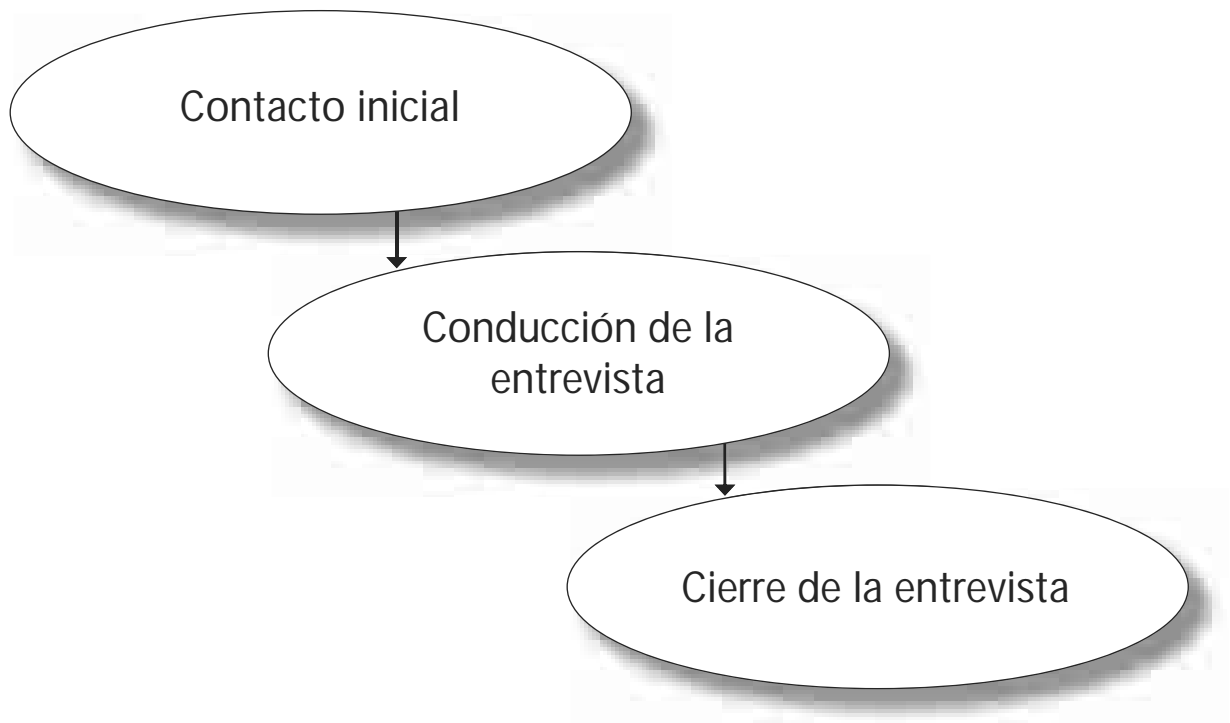 Contacto inicial
Conducción de la
entrevista
Cierre de la entrevista